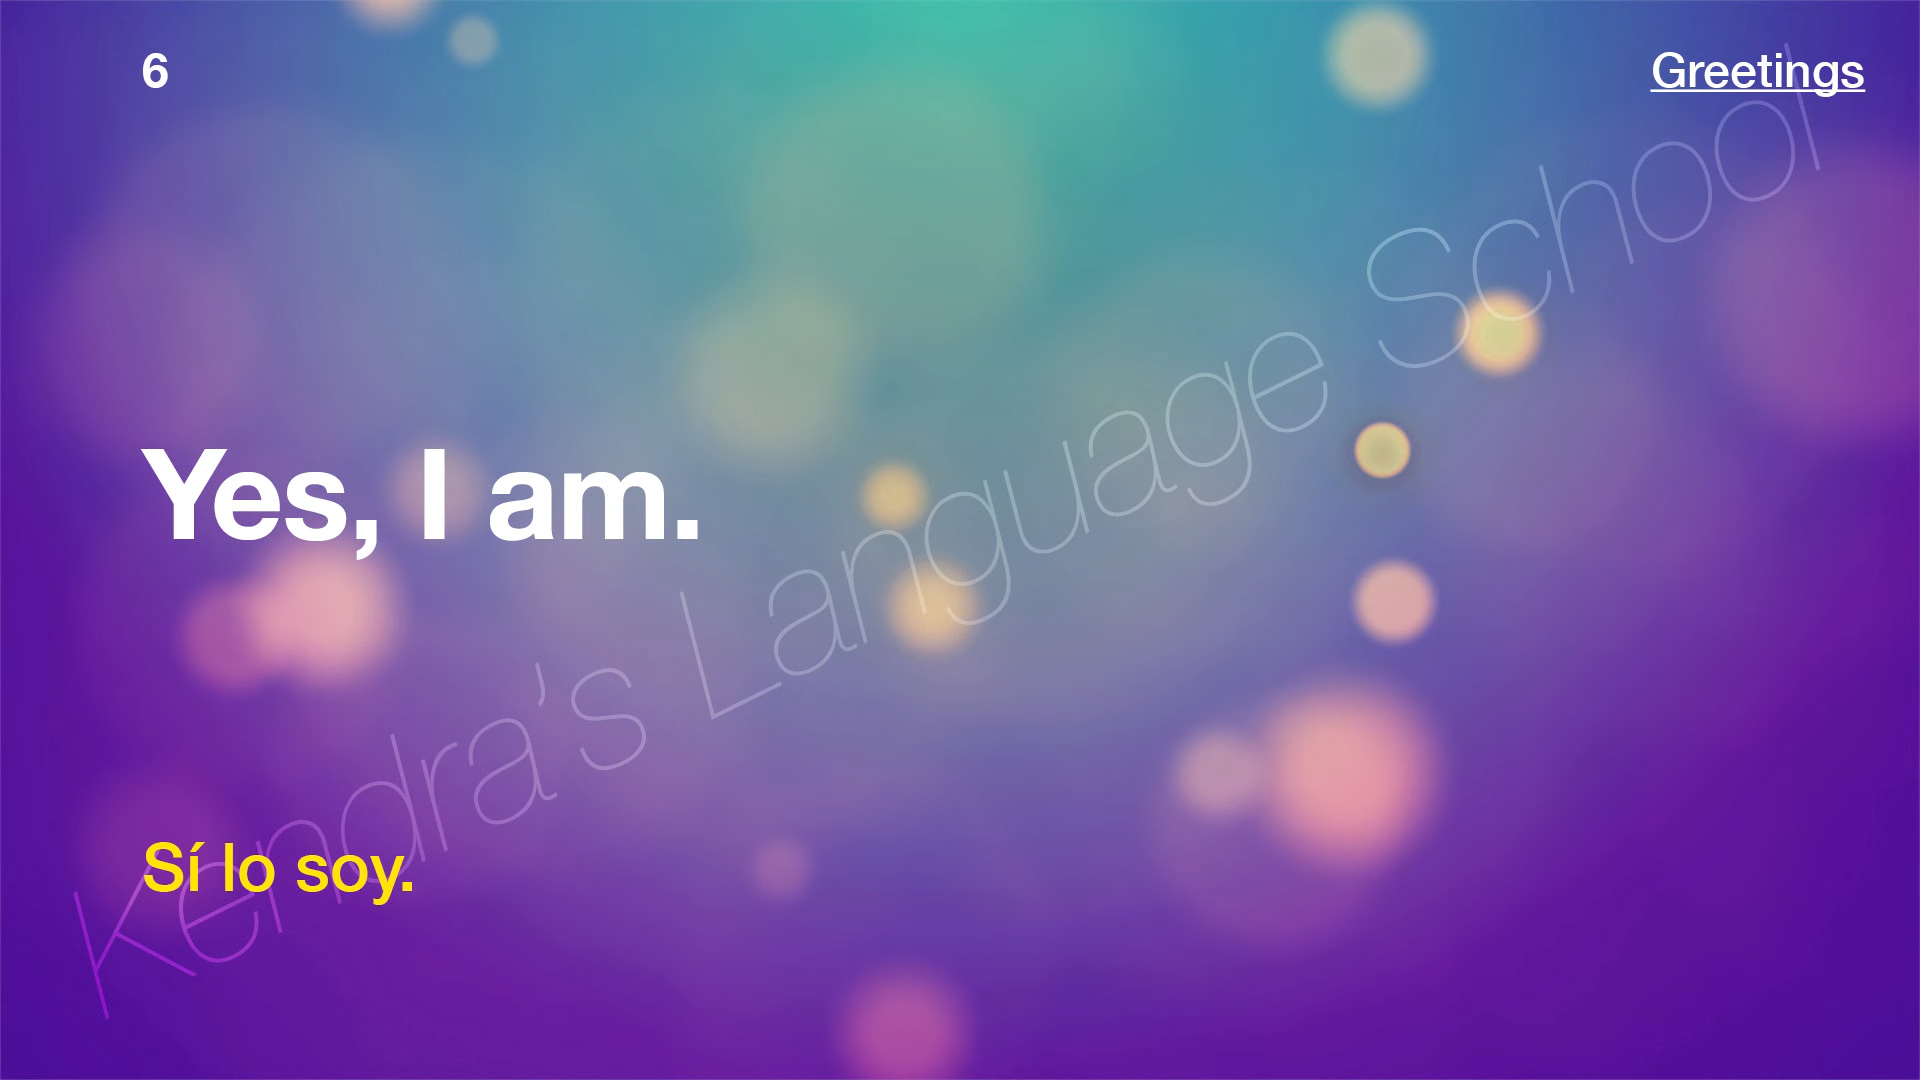 6
Greetings
Yes, I am.
Sí lo soy.
Kendra's Language School